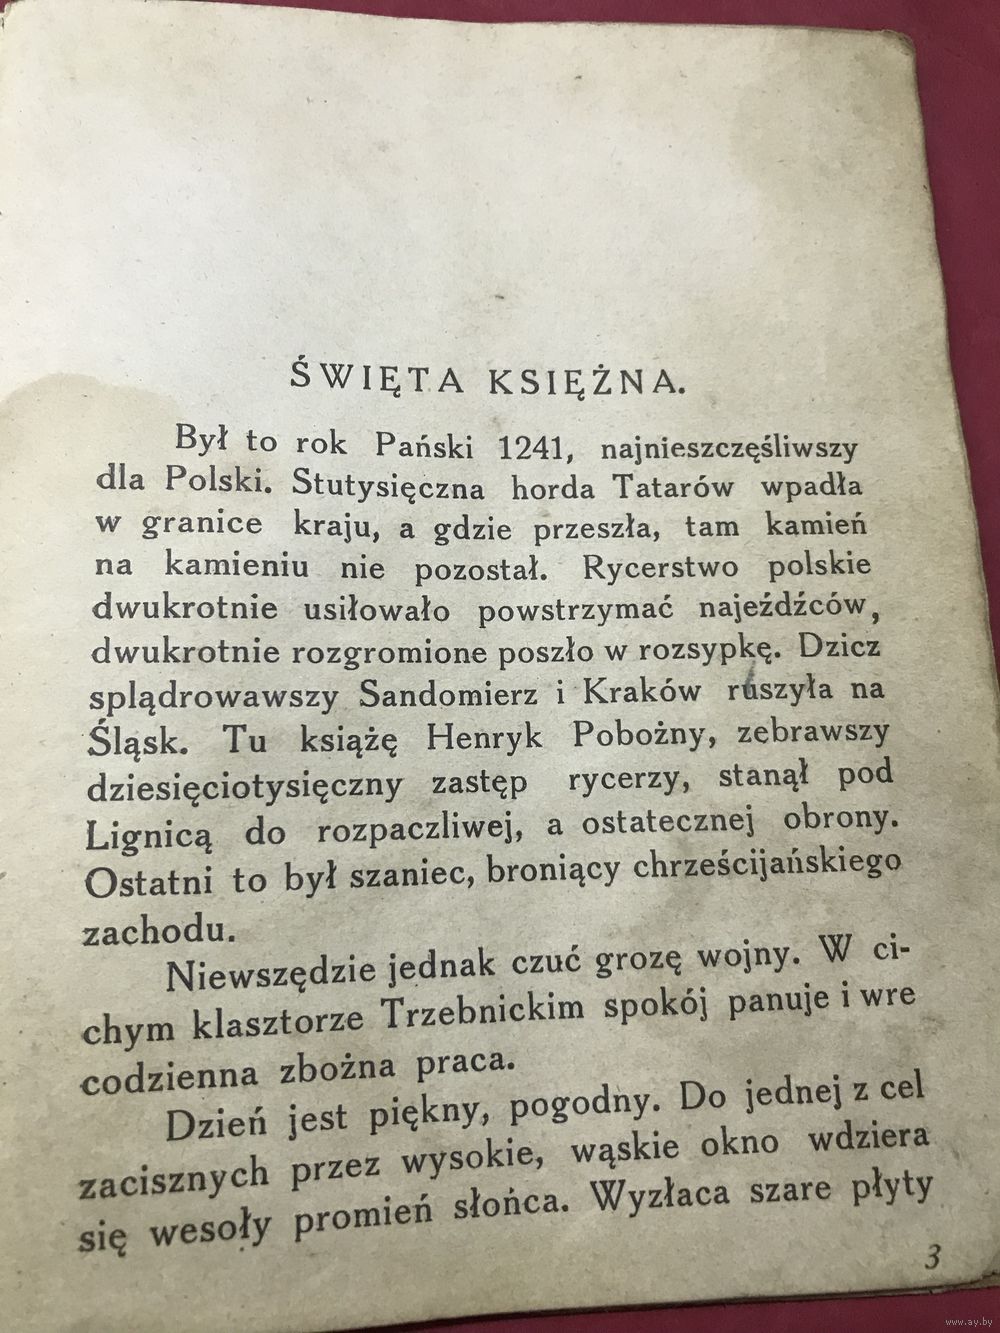 ŚWIĘTA KSIĘŻNA.
Był to rok Pański 1241, najnieszczęśliwszy
dla Polski. Stutysięczna horda Tatarów wpadła
w granice kraju, a gdzie przeszła, tam kamień
na kamieniu nie pozostał. Rycerstwo polskie
dwukrotnie usiłowało powstrzymać najeźdźców,
dwukrotnie rozgromione poszło w rozsypkę. Dzicz
splądrowawszy Sandomierz i Kraków ruszyła na
Śląsk. Tu książę Henryk Pobożny, zebrawszy
dziesięciotysięczny zastęp rycerzy, stanął pod
Lignicą do rozpaczliwej, a ostatecznej obrony.
Ostatni to był szaniec, broniący chrześcijańskiego
zachodu.
Niewszędzie jednak czuć grozę wojny. W ci-
chym klasztorze Trzebnickim spokój panuje i wre
codzienna zbożna praca.
Dzień jest piękny, pogodny. Do jednej z cel
zacisznych przez wysokie, wąskie okno wdziera
się wesoły promień słońca. Wyzłaca szare płyty
3
www.ay.by